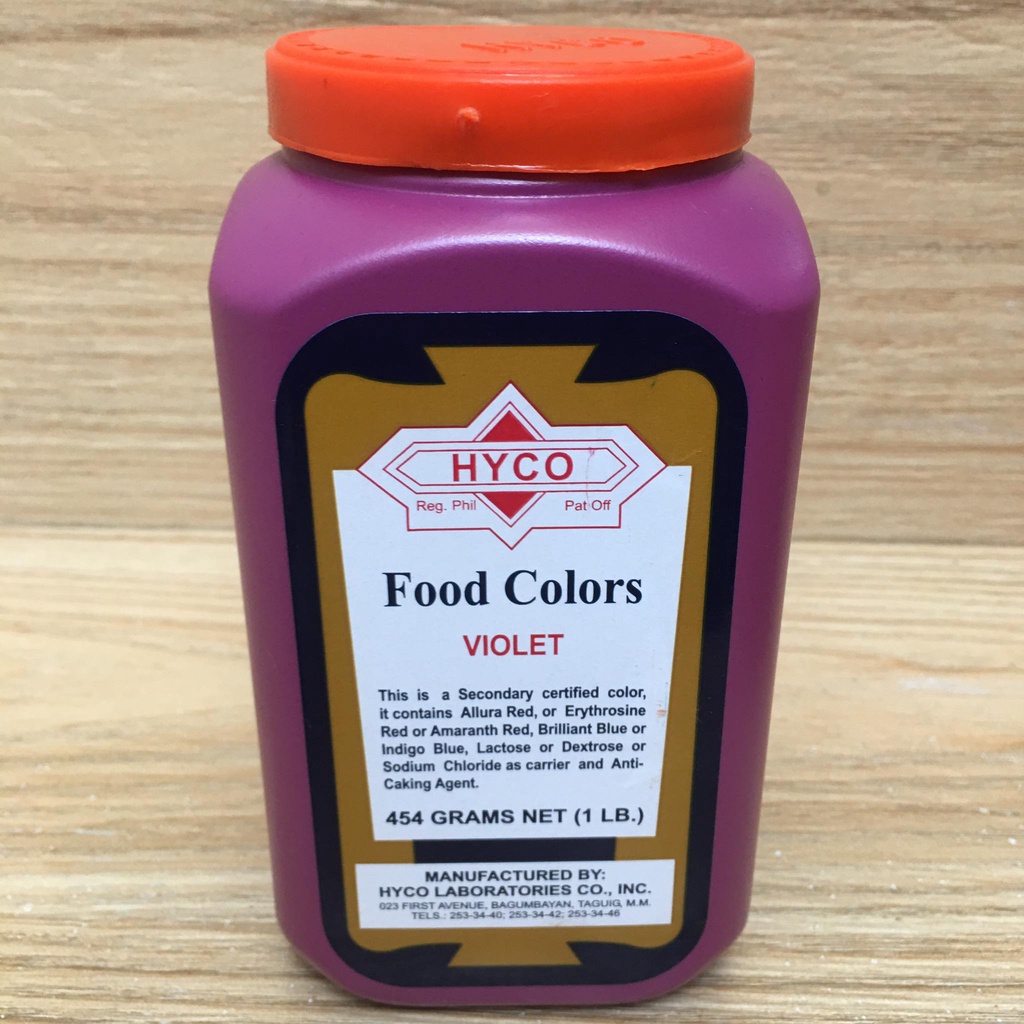 HYCO
Reg. Phil Pat Off
Food Colors
VIOLET
This is a Secondary certified color,
it contains Allura Red, or Erythrosine
Red or Amaranth Red, Brilliant Blue or
Indigo Blue, Lactose or Dextrose or
Sodium Chloride as carrier and Anti-
Caking Agent.
454 GRAMS NET (1 LB.)
MANUFACTURED BY:
HYCO LABORATORIES CO., INC.
023 FIRST AVENUE, BAGUMBAYAN, TAGUIG, M.M.
TELS.: 253-34-40; 253-34-42; 253-34-46